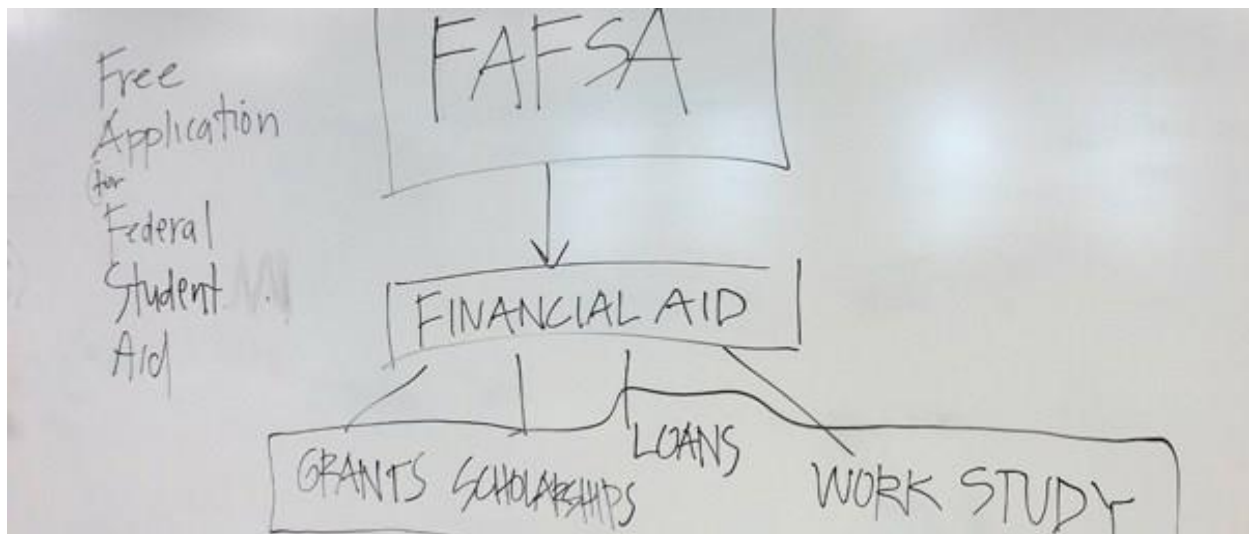 Free
Application
for
Federal
Student
Aid
FAFSA
FINANCIAL AID
GRANTS SCHOLARSHIPS LOANS WORK STUDY